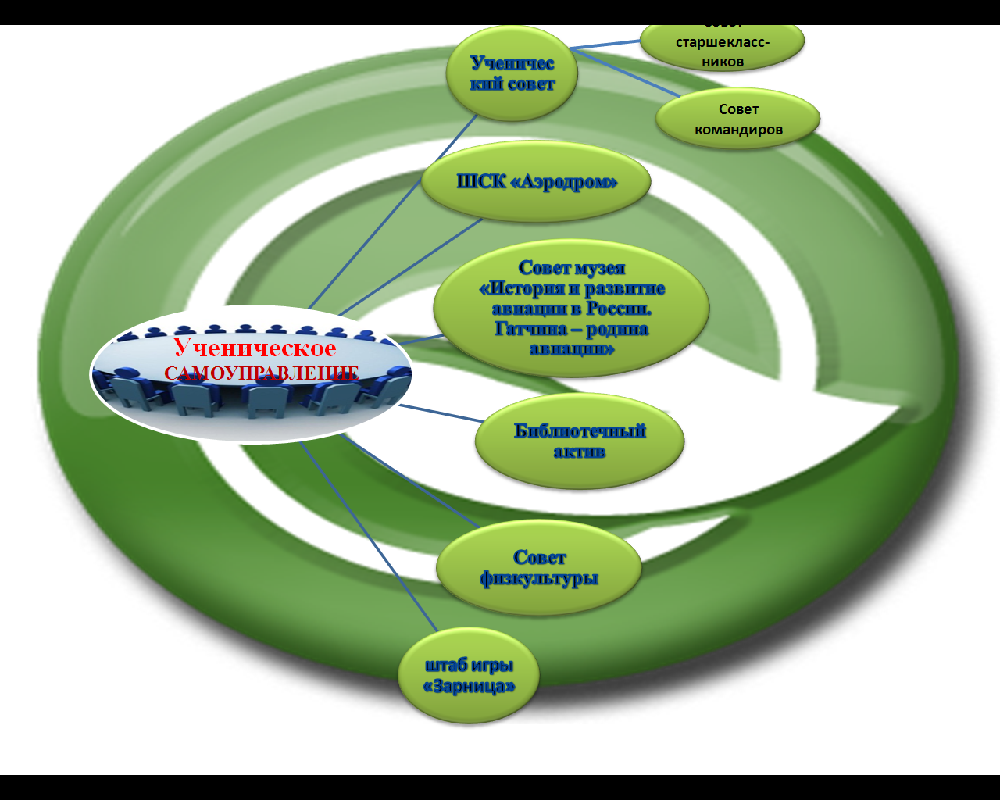 Ученичес
кий совет
Совет
старшекласс-
ников
Совет
командиров
ШСК «Аэродром»
Совет музея
«История и развитие
авиации в России.
Гатчина – родина
авиации»
Ученическое
САМОУПРАВЛЕНИЕ
Библиотечный
актив
Совет
физкультуры
штаб игры
«Зарница»